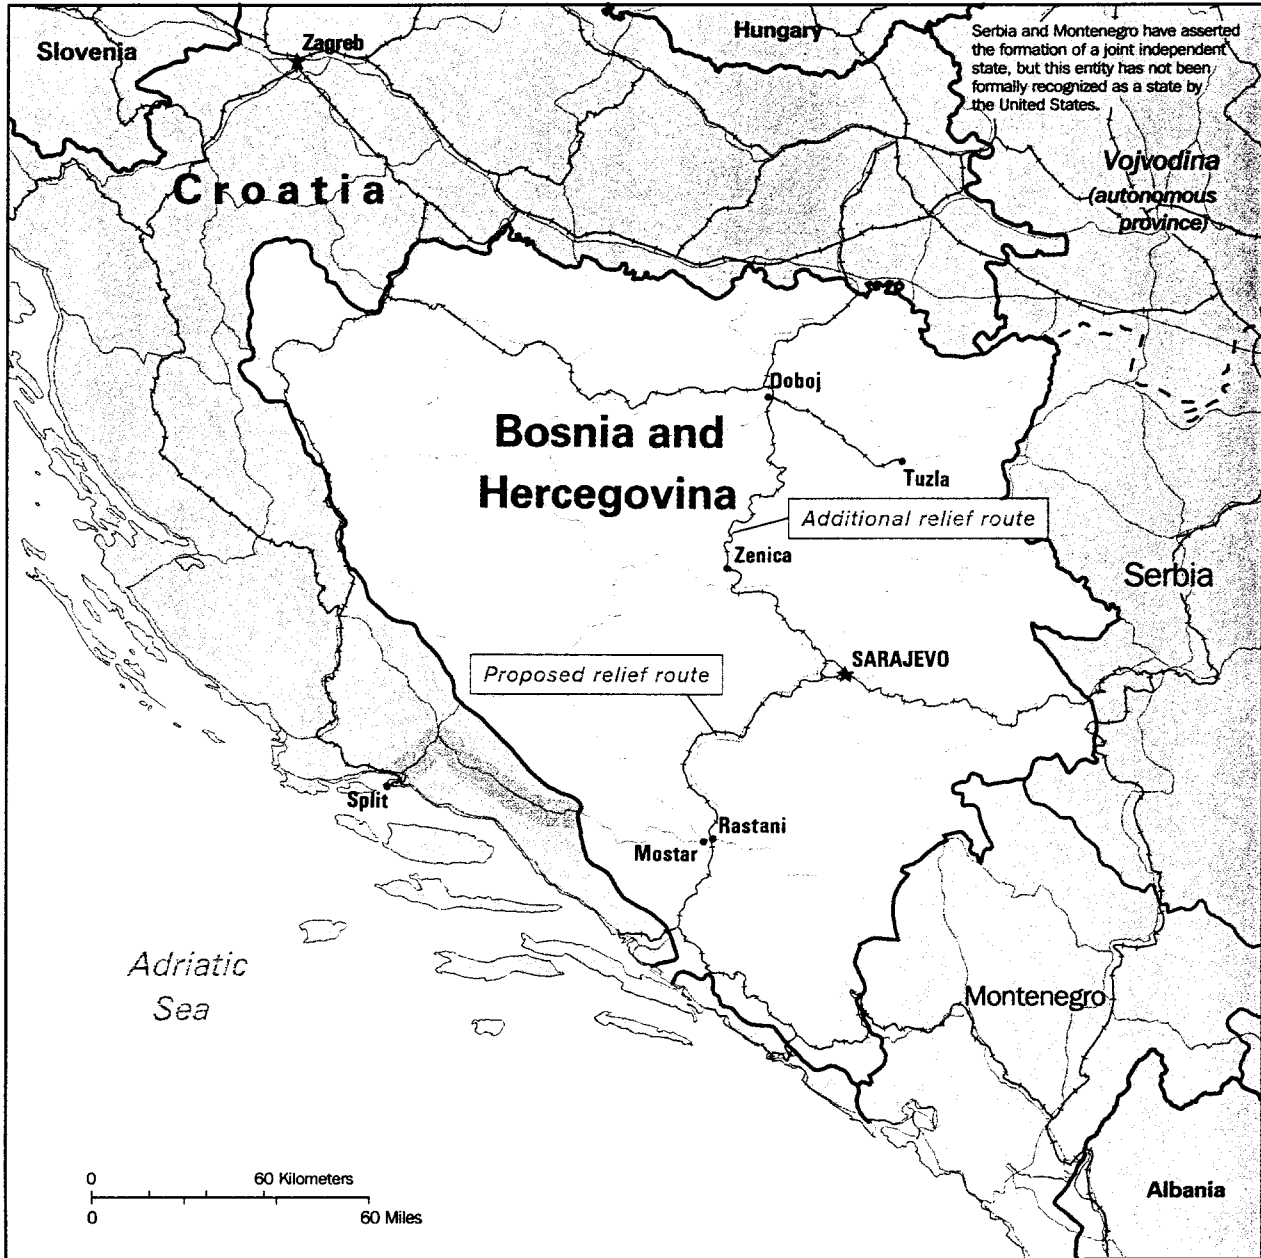 Slovenia
Zagreb
Hungary
Serbia and Montenegro have asserted
the formation of a joint independent
state, but this entity has not been
formally recognized as a state by
the United States.
Croatia
Vojvodina
(autonomous
province)
Doboj
Bosnia and
Hercegovina
Tuzla
Additional relief route
Zenica
Serbia
SARAJEVO
Proposed relief route
Split
Rastani
Mostar
Adriatic
Sea
Montenegro
0 60 Kilometers
0 60 Miles
Albania